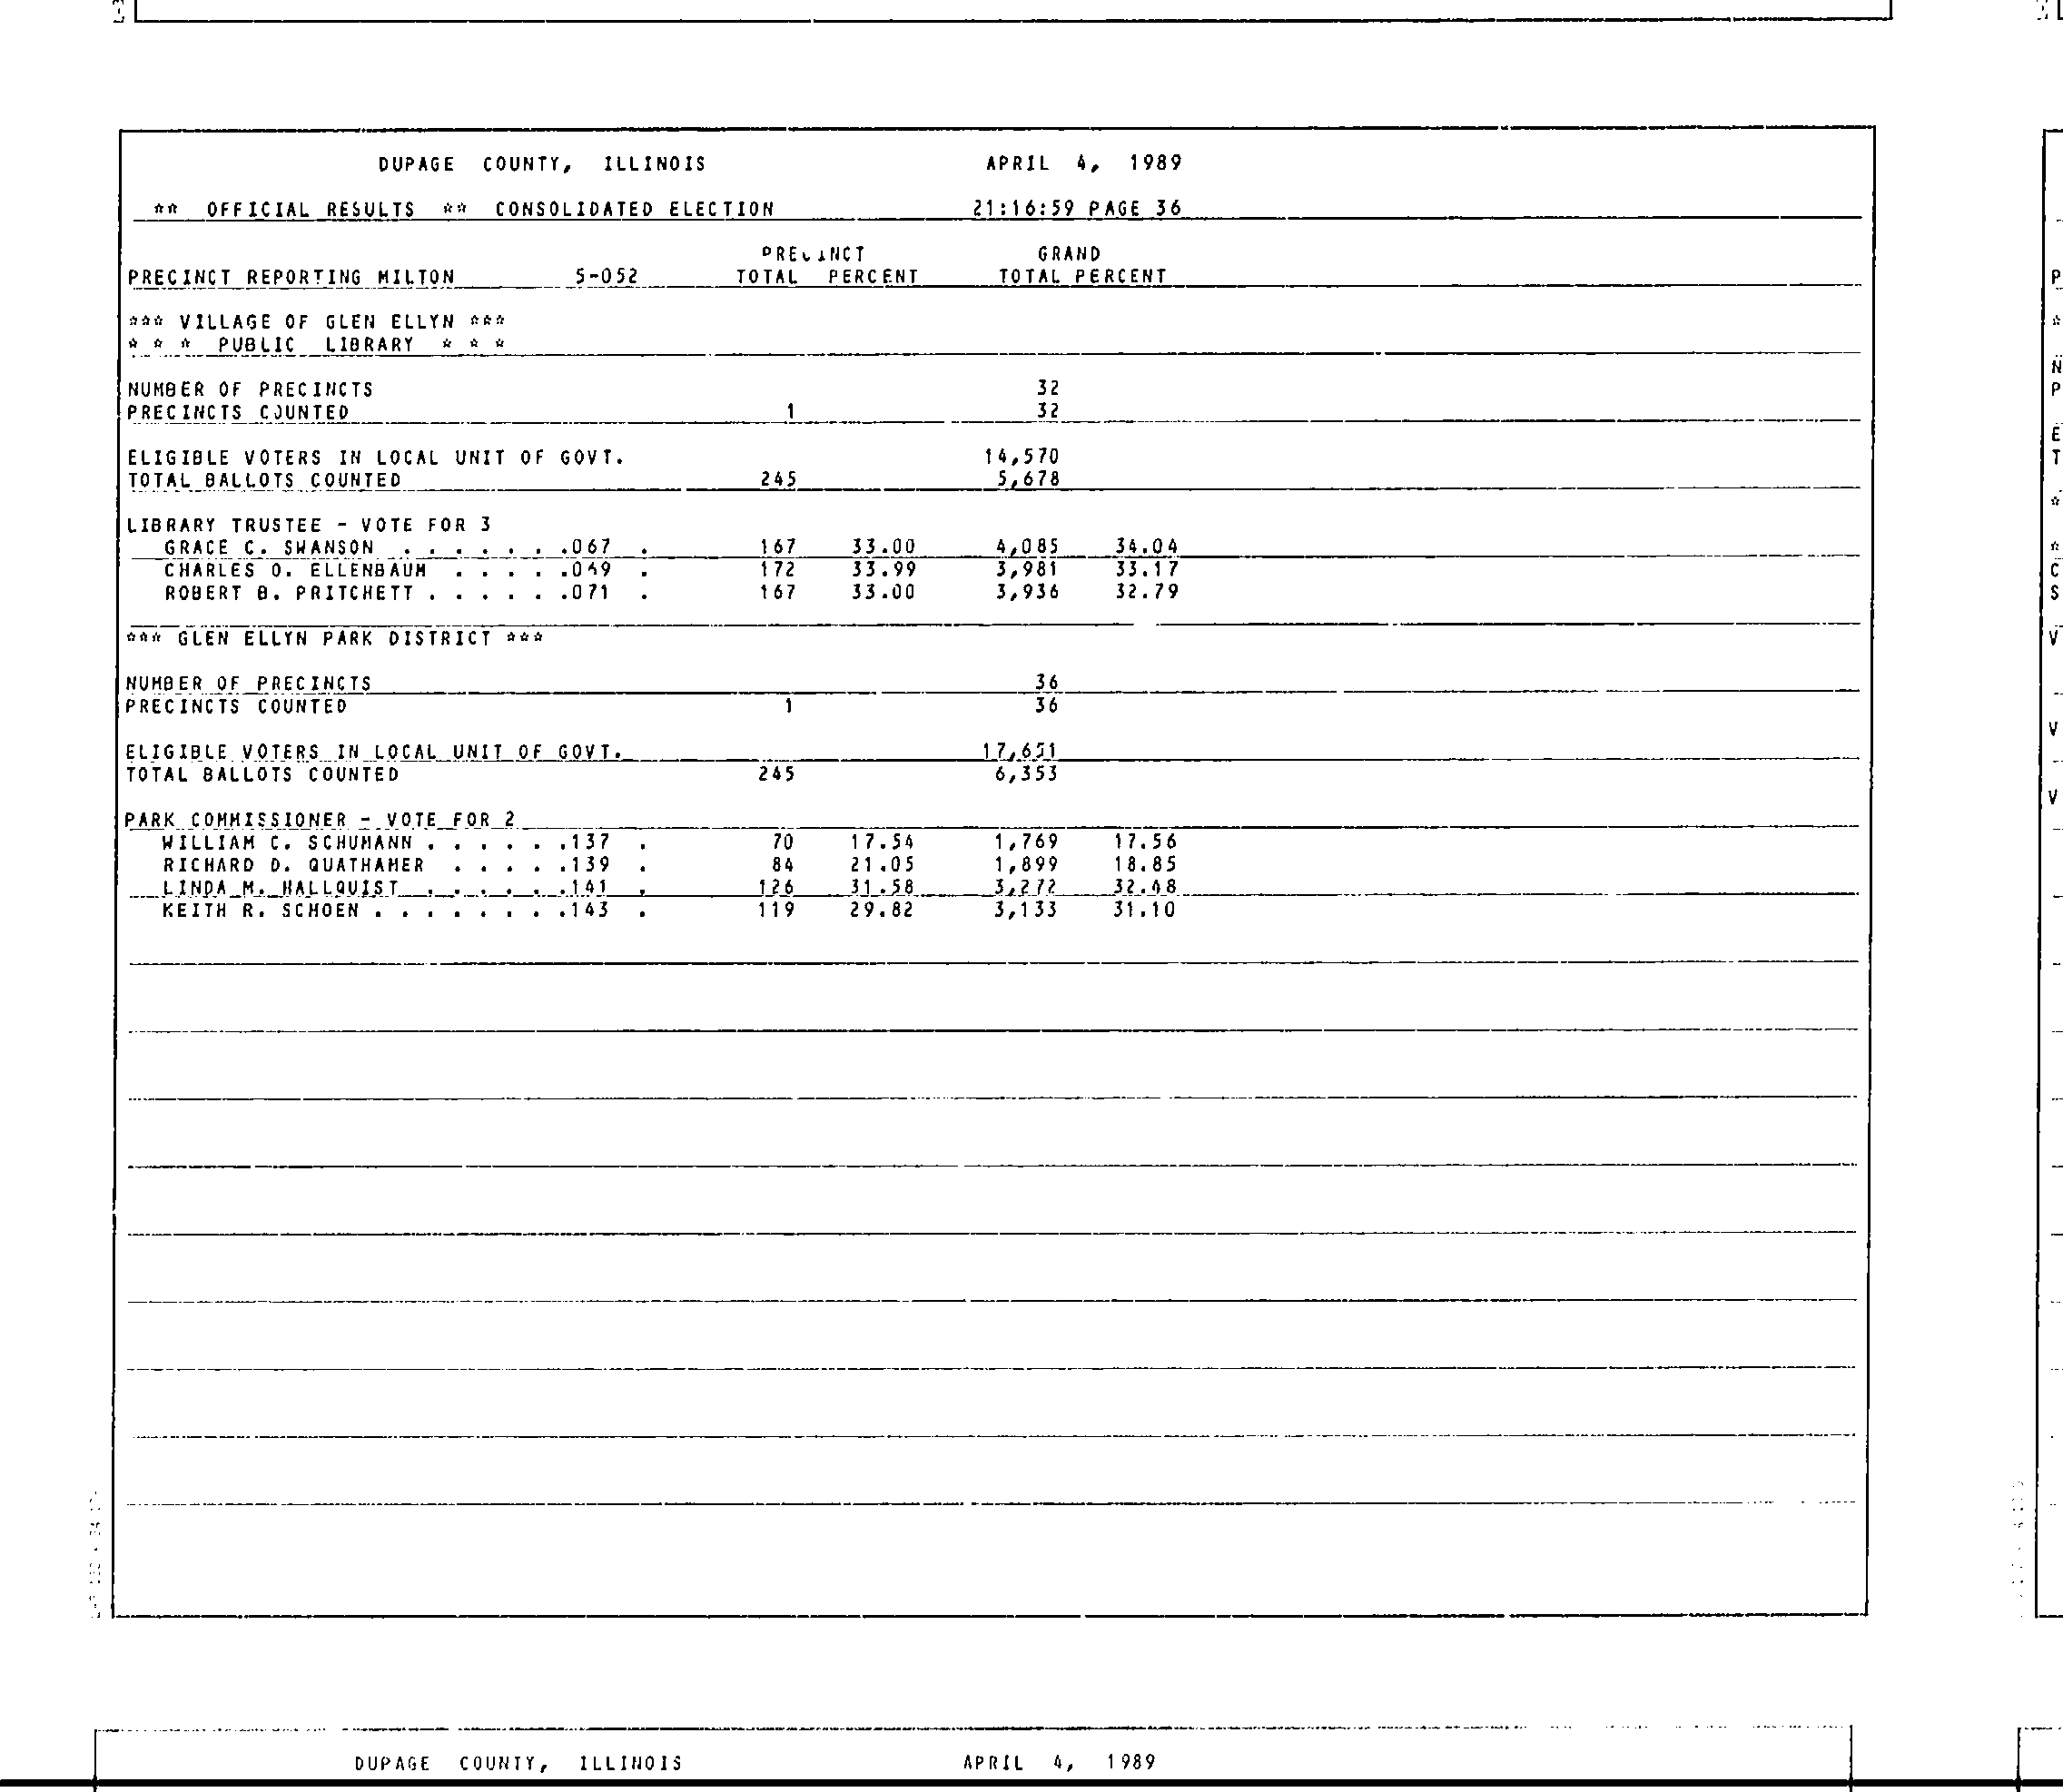 DUPAGE COUNTY, ILLINOIS APRIL 4, 1989
** OFFICIAL RESULTS ** CONSOLIDATED ELECTION 21:16:59 PAGE 36
PRECINCT GRAND
PRECINCT REPORTING MILTON 5-052 TOTAL PERCENT TOTAL PERCENT
*** VILLAGE OF GLEN ELLYN ***
* * * PUBLIC LIBRARY * * *
NUMBER OF PRECINCTS 32
PRECINCTS COUNTED 1 32
ELIGIBLE VOTERS IN LOCAL UNIT OF GOVT. 14,570
TOTAL BALLOTS COUNTED 245 5,678
LIBRARY TRUSTEE - VOTE FOR 3
GRACE C. SWANSON . . . . . . .067 . 167 33.00 4,085 34.04
CHARLES O. ELLENBAUM . . . . .069 . 172 33.99 3,981 33.17
ROBERT B. PRITCHETT . . . . . .071 . 167 33.00 3,936 32.79
*** GLEN ELLYN PARK DISTRICT ***
NUMBER OF PRECINCTS 36
PRECINCTS COUNTED 1 36
ELIGIBLE VOTERS IN LOCAL UNIT OF GOVT. 17,651
TOTAL BALLOTS COUNTED 245 6,353
PARK COMMISSIONER - VOTE FOR 2
WILLIAM C. SCHUMANN . . . . . .137 . 70 17.54 1,769 17.56
RICHARD D. QUATHAMER . . . . .139 . 84 21.05 1,899 18.85
LINDA M. HALLQUIST . . . . . .141 . 126 31.58 3,272 32.48
KEITH R. SCHOEN . . . . . . . .143 . 119 29.82 3,133 31.10
DUPAGE COUNTY, ILLINOIS APRIL 4, 1989